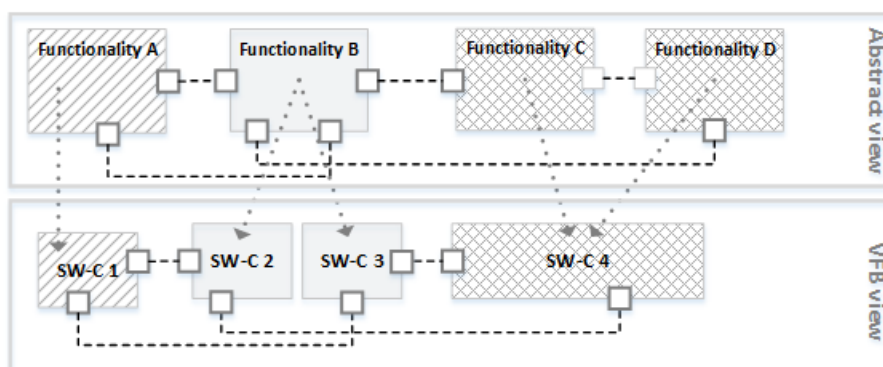 Functionality A
Functionality B
Functionality C
Functionality D
Abstract view
SW-C 1
SW-C 2
SW-C 3
SW-C 4
VFB view